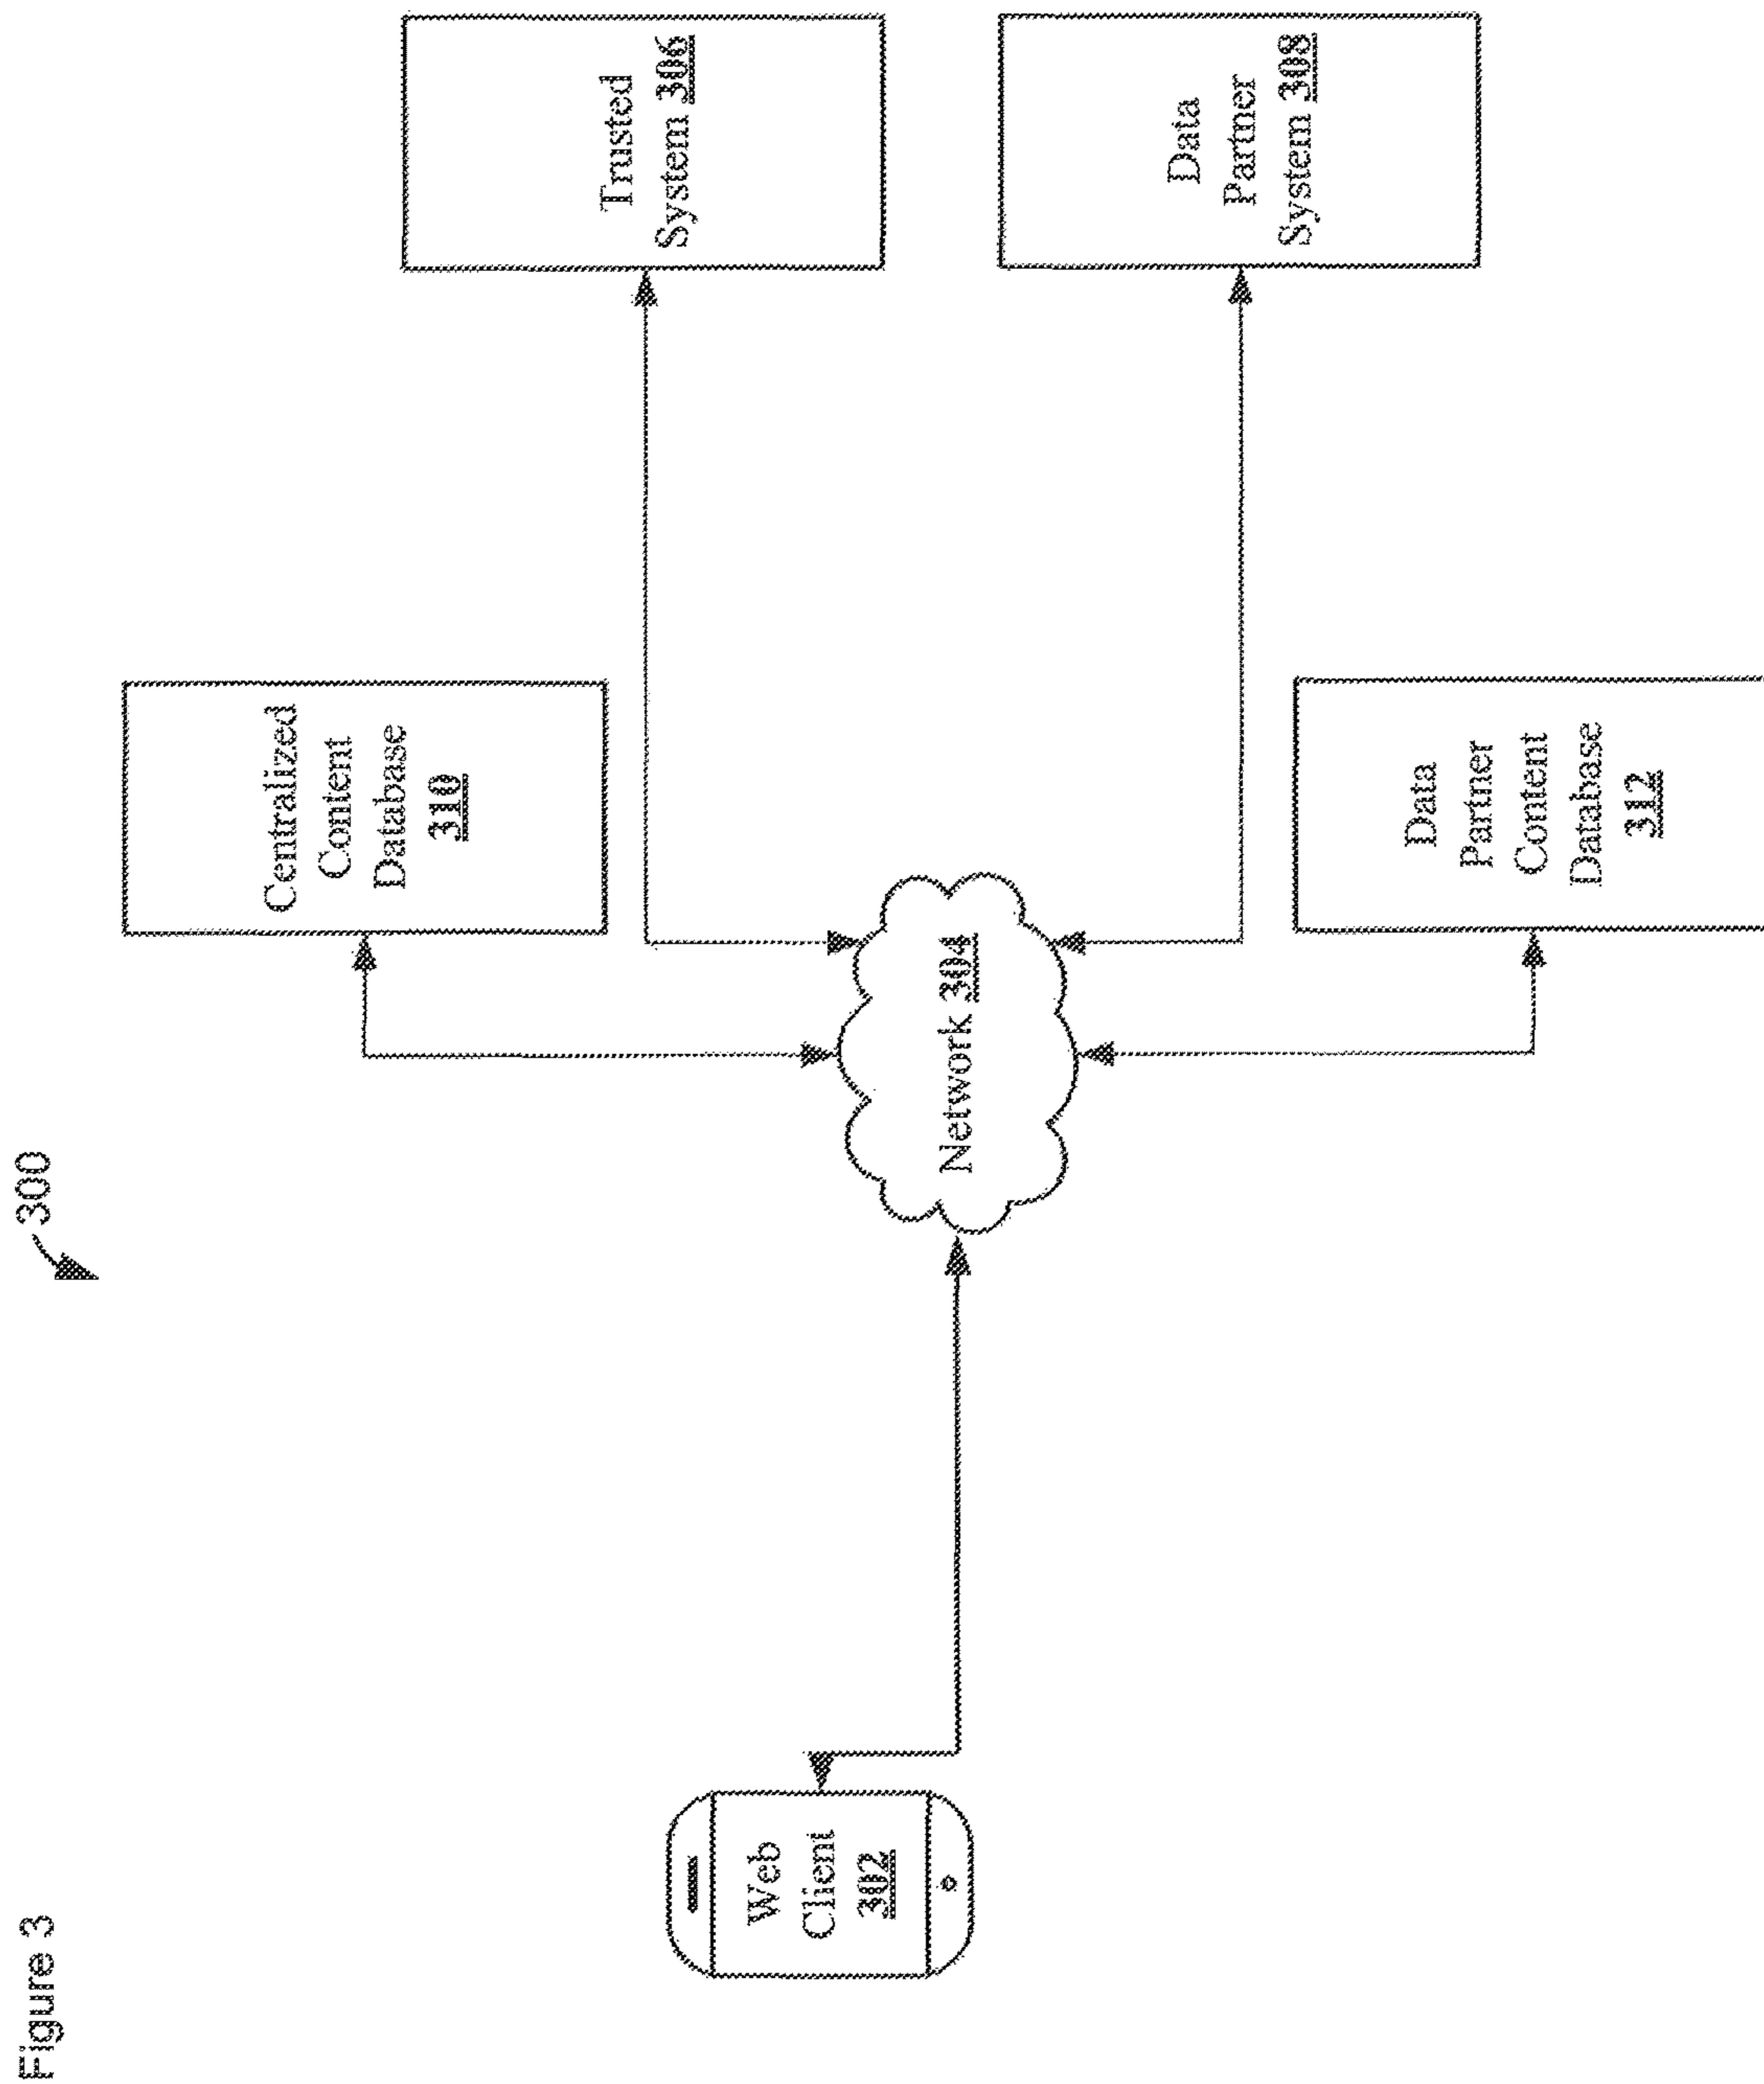 Figure 3
300
Centralized
Content
Database
310
Trusted
System 306
Web
Client
302
Network 304
Data
Partner
System 308
Data
Partner
Content
Database
312